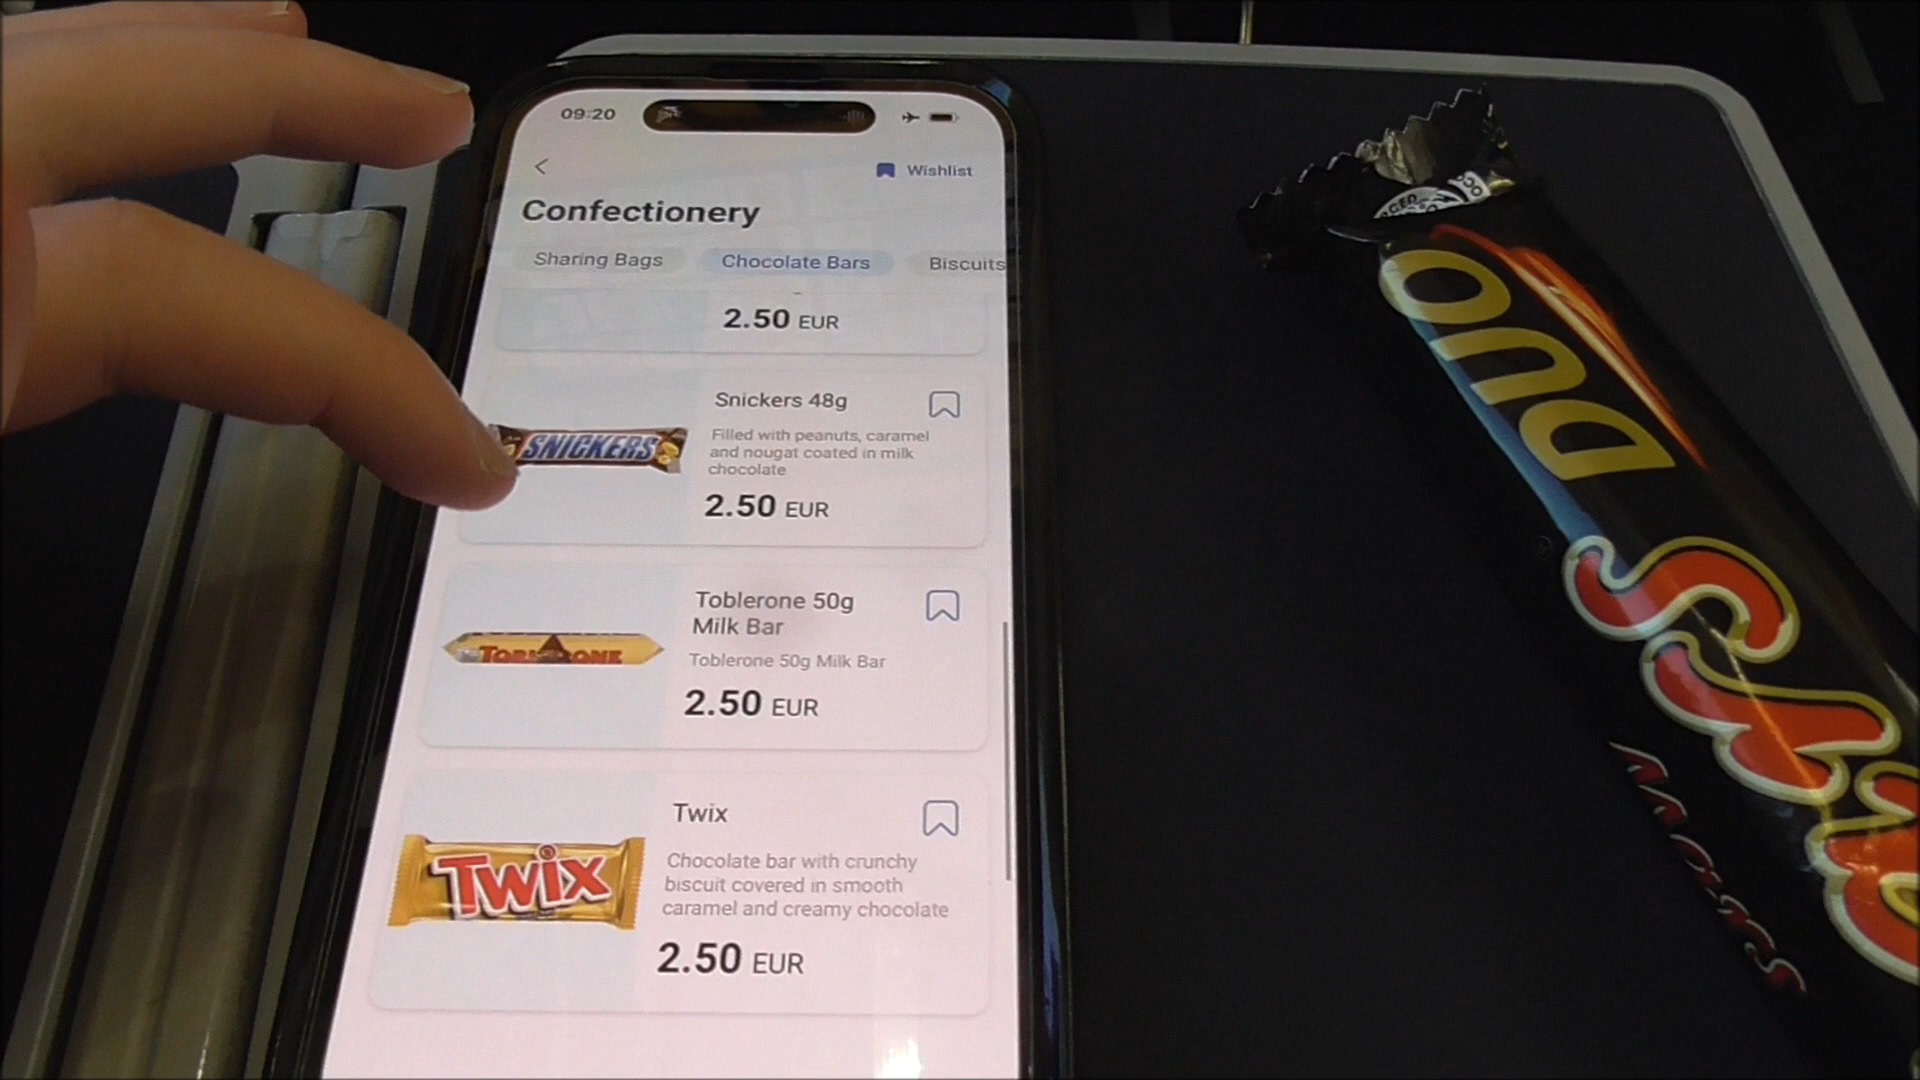 09:20
Wishlist
Confectionery
Sharing Bags
Chocolate Bars
Biscuits
2.50 EUR
SNICKERS
Snickers 48g
Filled with peanuts, caramel
and nougat coated in milk
chocolate
2.50 EUR
TOBLERONE
Toblerone 50g
Milk Bar
Toblerone 50g Milk Bar
2.50 EUR
TWIX
Twix
Chocolate bar with crunchy
biscuit covered in smooth
caramel and creamy chocolate
2.50 EUR
DUO
Mars